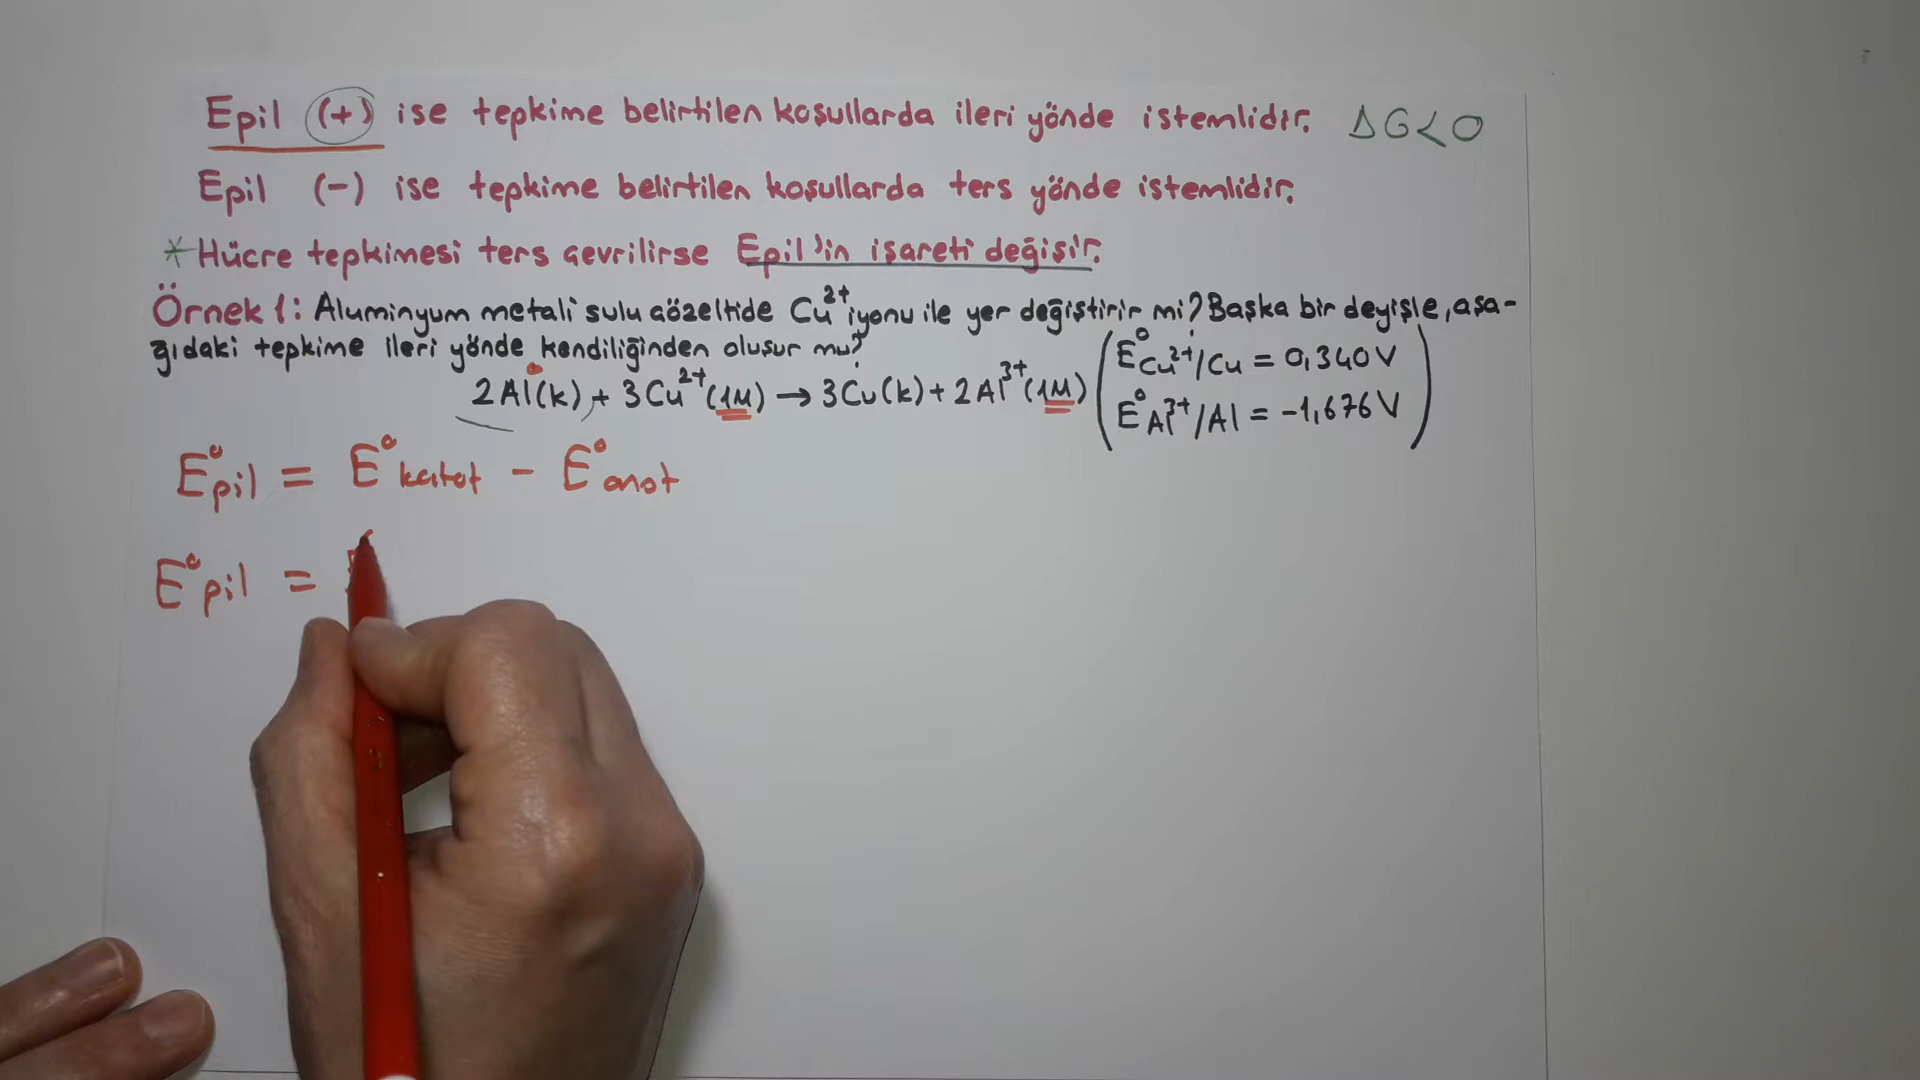 Epil (+) ise tepkime belirtilen koşullarda ileri yönde istemlidir. ΔG<0
Epil (-) ise tepkime belirtilen koşullarda ters yönde istemlidir.
* Hücre tepkimesi ters çevrilirse Epil'in işareti değişir.
Örnek 1: Aluminyum metali sulu çözeltide Cu²⁺ iyonu ile yer değiştirir mi? Başka bir deyişle, aşa-
ğıdaki tepkime ileri yönde kendiliğinden oluşur mu?
2Al(k) + 3Cu²⁺(1M) → 3Cu(k) + 2Al³⁺(1M)
E°Cu²⁺/Cu = 0,340V
E°Al³⁺/Al = -1,676V
E°pil = E°katot - E°anot
E°pil =